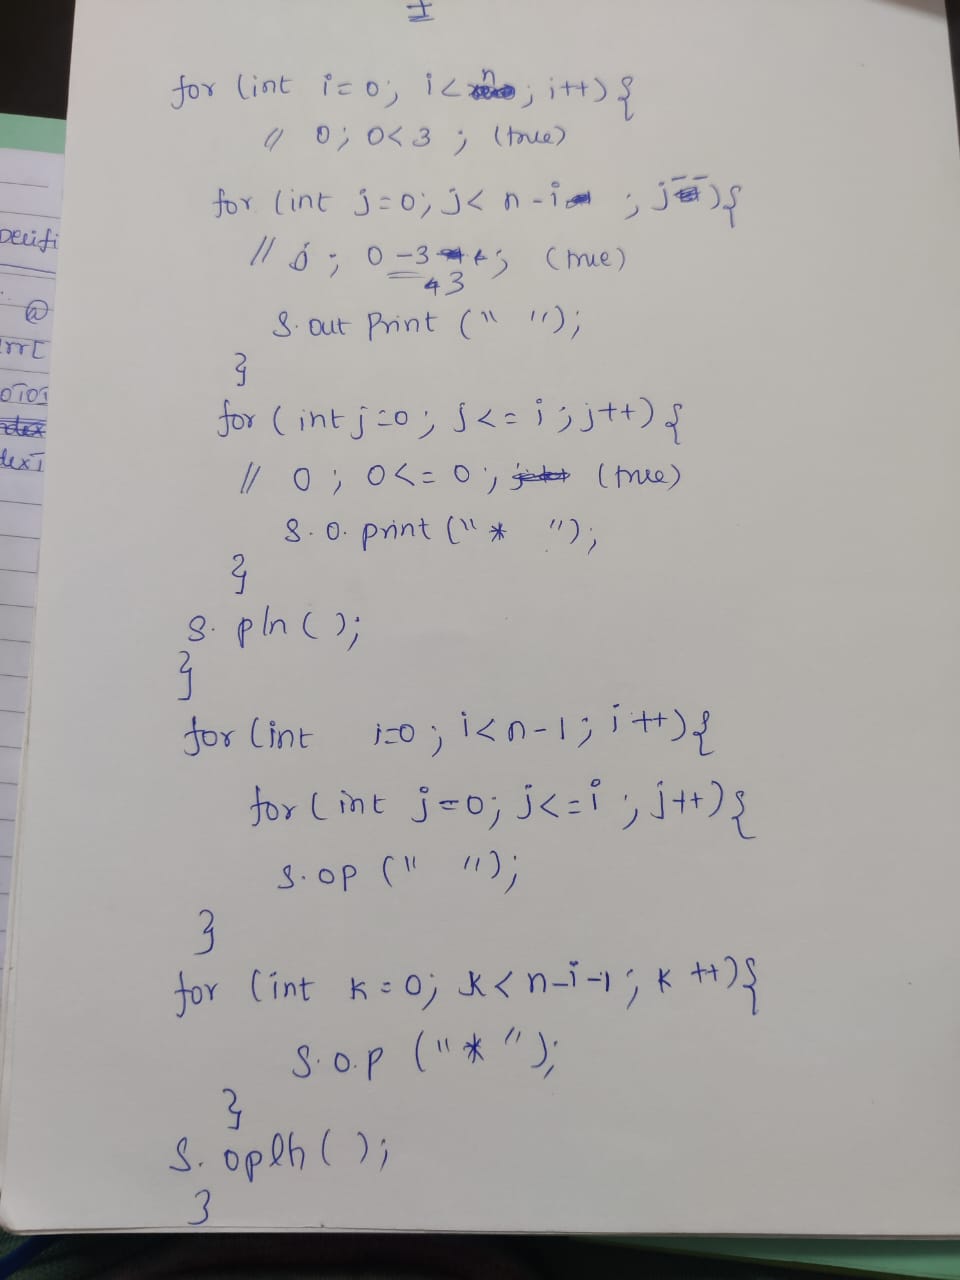 for (int i=0; i<n; i++){
// 0; 0<3 ; (true)
for (int j=0; j< n-i ; j--){
// j; 0-3 ; (true)
43
S.out Print (" ");
}
for (int j=0; j<=i; j++){
// 0; 0<=0; (true)
S.O. print ("* ");
}
S. pln ( );
}
for (int i=0; i<n-1; i++){
for (int j=0; j<=i; j++){
S.op (" ");
}
for (int k=0; k<n-i-1; k++){
S.o.p ("*");
}
S. opln ( );
}
@